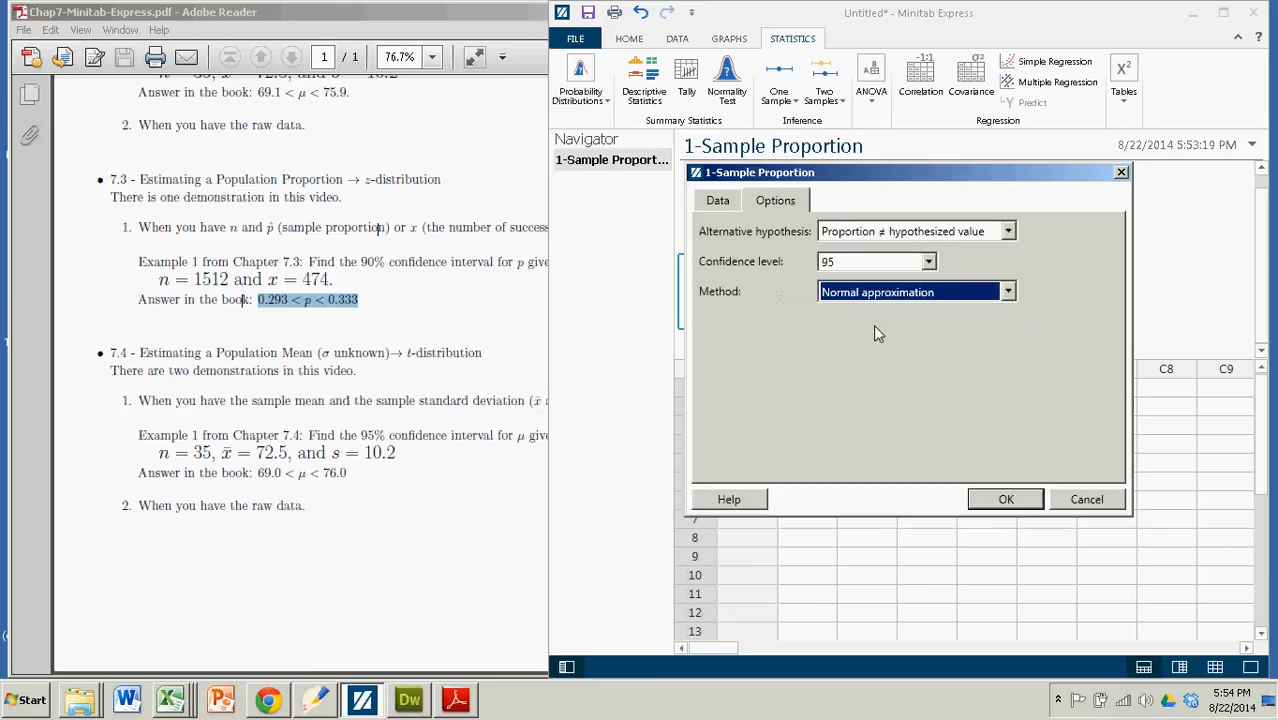 Chap7-Minitab-Express.pdf - Adobe Reader
File Edit View Window Help
1 / 1 76.7%
Answer in the book: 69.1 < μ < 75.9.
2. When you have the raw data.
7.3 - Estimating a Population Proportion → z-distribution
There is one demonstration in this video.
1. When you have n and p̂ (sample proportion) or x (the number of success
Example 1 from Chapter 7.3: Find the 90% confidence interval for p give
n = 1512 and x = 474.
Answer in the book: 0.293 < p < 0.333
7.4 - Estimating a Population Mean (σ unknown)→ t-distribution
There are two demonstrations in this video.
1. When you have the sample mean and the sample standard deviation (x̄ a
Example 1 from Chapter 7.4: Find the 95% confidence interval for μ give
n = 35, x̄ = 72.5, and s = 10.2
Answer in the book: 69.0 < μ < 76.0
2. When you have the raw data.
Untitled* - Minitab Express
FILE HOME DATA GRAPHS STATISTICS
Probability Distributions
Descriptive Statistics
Tally
Normality Test
Summary Statistics
One Sample
Two Samples
Inference
ANOVA
Correlation
Covariance
Simple Regression
Multiple Regression
Predict
Regression
Tables
Navigator
1-Sample Proport...
1-Sample Proportion 8/22/2014 5:53:19 PM
1-Sample Proportion
Data Options
Alternative hypothesis: Proportion ≠ hypothesized value
Confidence level: 95
Method: Normal approximation
Help OK Cancel
C8 C9
7
8
9
10
11
12
13
Start
5:54 PM
8/22/2014